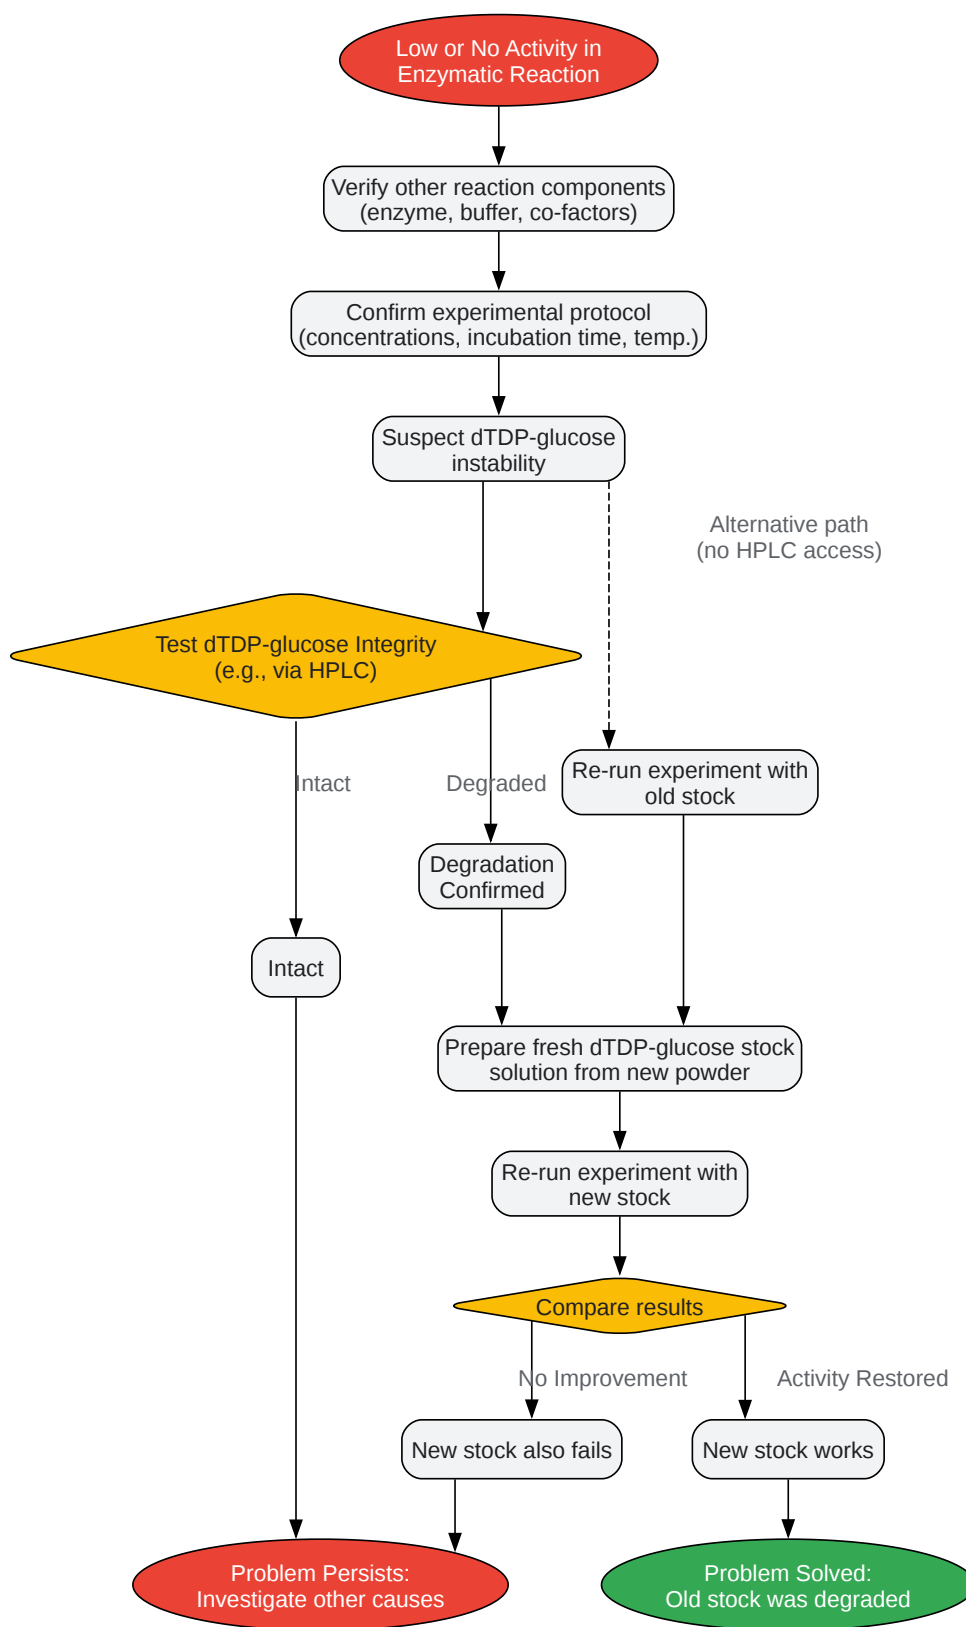 Low or No Activity in
Enzymatic Reaction
Verify other reaction components
(enzyme, buffer, co-factors)
Confirm experimental protocol
(concentrations, incubation time, temp.)
Suspect dTDP-glucose
instability
Alternative path
(no HPLC access)
Test dTDP-glucose Integrity
(e.g., via HPLC)
Intact
Degraded
Re-run experiment with
old stock
Degradation
Confirmed
Intact
Prepare fresh dTDP-glucose stock
solution from new powder
Re-run experiment with
new stock
Compare results
No Improvement
Activity Restored
New stock also fails
New stock works
Problem Persists:
Investigate other causes
Problem Solved:
Old stock was degraded